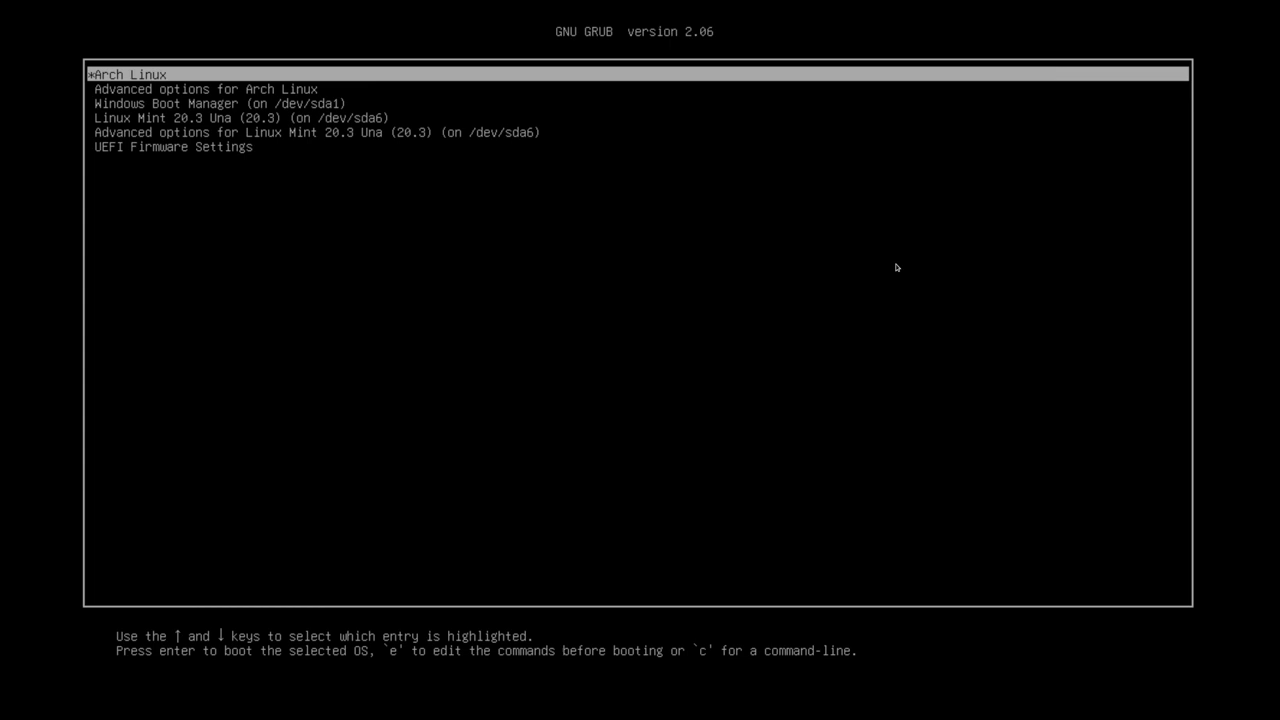 GNU GRUB  version 2.06
*Arch Linux
Advanced options for Arch Linux
Windows Boot Manager (on /dev/sda1)
Linux Mint 20.3 Una (20.3) (on /dev/sda6)
Advanced options for Linux Mint 20.3 Una (20.3) (on /dev/sda6)
UEFI Firmware Settings
Use the ↑ and ↓ keys to select which entry is highlighted.
Press enter to boot the selected OS, `e' to edit the commands before booting or `c' for a command-line.